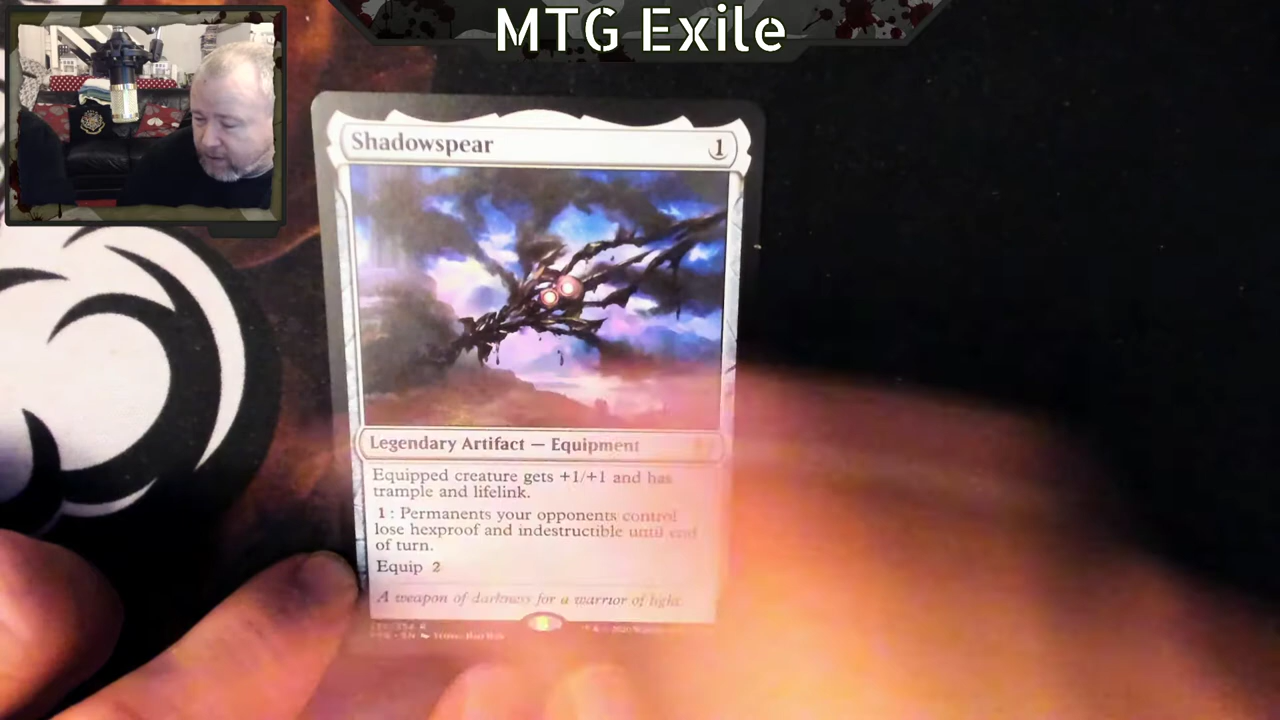 MTG Exile
Shadowspear 1
Legendary Artifact — Equipment
Equipped creature gets +1/+1 and has
trample and lifelink.
1 : Permanents your opponents control
lose hexproof and indestructible until end
of turn.
Equip 2
A weapon of darkness for a warrior of light.